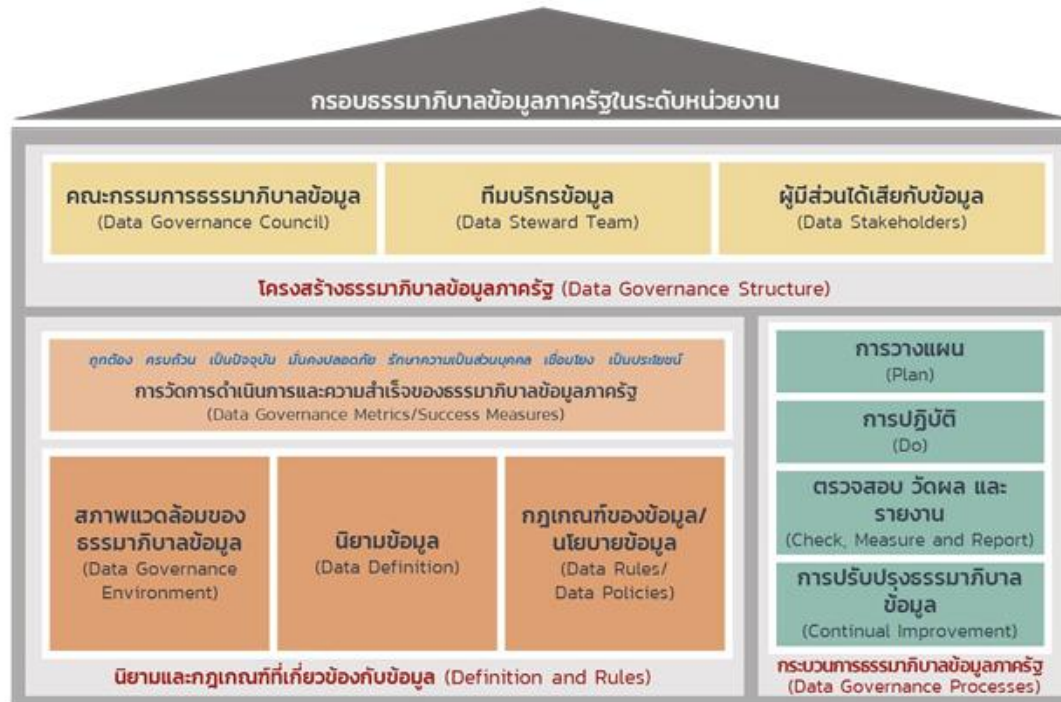 กรอบธรรมาภิบาลข้อมูลภาครัฐในระดับหน่วยงาน
คณะกรรมการธรรมาภิบาลข้อมูล
(Data Governance Council)
ทีมบริกรข้อมูล
(Data Steward Team)
ผู้มีส่วนได้เสียกับข้อมูล
(Data Stakeholders)
โครงสร้างธรรมาภิบาลข้อมูลภาครัฐ (Data Governance Structure)
ถูกต้อง ครบถ้วน เป็นปัจจุบัน มั่นคงปลอดภัย รักษาความเป็นส่วนบุคคล เชื่อมโยง เป็นประโยชน์
การวัดการดำเนินการและความสำเร็จของธรรมาภิบาลข้อมูลภาครัฐ
(Data Governance Metrics/Success Measures)
สภาพแวดล้อมของ
ธรรมาภิบาลข้อมูล
(Data Governance
Environment)
นิยามข้อมูล
(Data Definition)
กฎเกณฑ์ของข้อมูล/
นโยบายข้อมูล
(Data Rules/
Data Policies)
นิยามและกฎเกณฑ์ที่เกี่ยวข้องกับข้อมูล (Definition and Rules)
การวางแผน
(Plan)
การปฏิบัติ
(Do)
ตรวจสอบ วัดผล และ
รายงาน
(Check, Measure and Report)
การปรับปรุงธรรมาภิบาล
ข้อมูล
(Continual Improvement)
กระบวนการธรรมาภิบาลข้อมูลภาครัฐ
(Data Governance Processes)